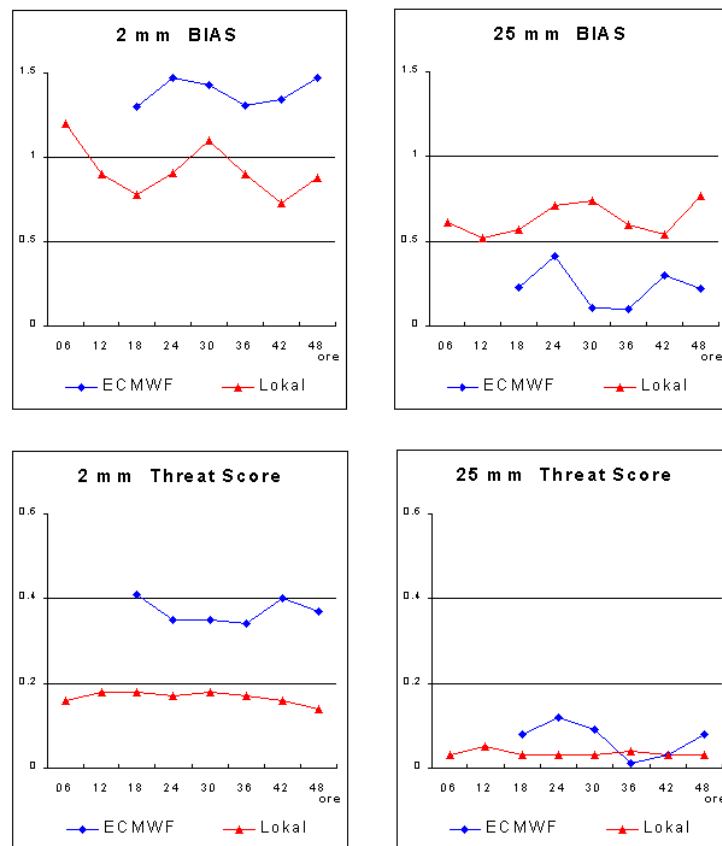 2 mm BIAS
1.5
1
0.5
0
06 12 18 24 30 36 42 48
ore
ECMWF Lokal
25 mm BIAS
1.5
1
0.5
0
06 12 18 24 30 36 42 48
ore
ECMWF Lokal
2 mm Threat Score
0.6
0.4
0.2
0
06 12 18 24 30 36 42 48
ore
ECMWF Lokal
25 mm Threat Score
0.6
0.4
0.2
0
06 12 18 24 30 36 42 48
ore
ECMWF Lokal